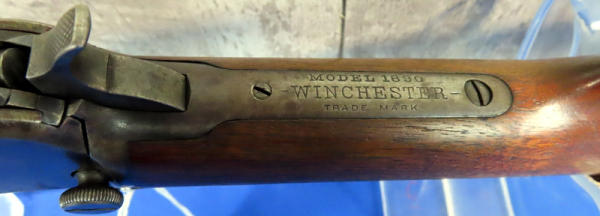 MODEL 1890
-WINCHESTER-
TRADE MARK